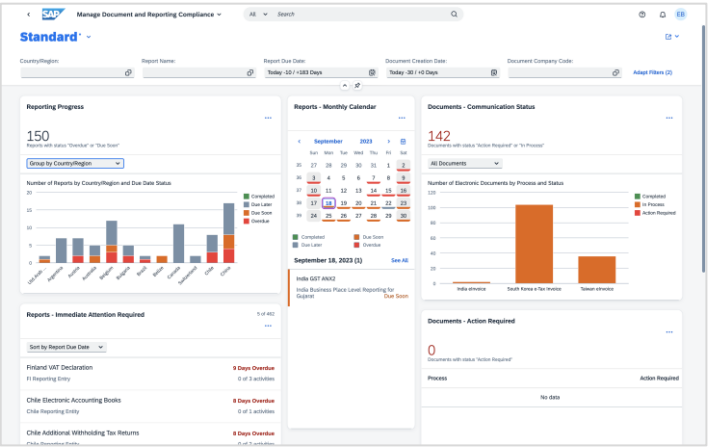 SAP
Manage Document and Reporting Compliance
All
Search
EB
Standard*
Country/Region:
Report Name:
Report Due Date:
Document Creation Date:
Document Company Code:
Today -10 / +183 Days
Today -30 / +0 Days
Adapt Filters (2)
Reporting Progress
150
Reports with status "Overdue" or "Due Soon"
Group by Country/Region
Number of Reports by Country/Region and Due Date Status
20
15
10
5
0
Completed
Due Later
Due Soon
Overdue
Argentina
Austria
Australia
Belgium
Bulgaria
Brazil
Belize
Canada
Switzerland
Chile
China
Reports - Immediate Attention Required
5 of 462
Sort by Report Due Date
Finland VAT Declaration
9 Days Overdue
FI Reporting Entity
0 of 3 activities
Chile Electronic Accounting Books
8 Days Overdue
Chile Reporting Entity
0 of 1 activities
Chile Additional Withholding Tax Returns
8 Days Overdue
Chile Reporting Entity
Reports - Monthly Calendar
September 2023
Sun Mon Tue Wed Thu Fri Sat
35 27 28 29 30 31 1 2
36 3 4 5 6 7 8 9
37 10 11 12 13 14 15 16
38 17 18 19 20 21 22 23
39 24 25 26 27 28 29 30
Completed
Due Soon
Due Later
Overdue
September 18, 2023 (1)
See All
India GST ANX2
India Business Place Level Reporting for
Gujarat
Due Soon
Documents - Communication Status
142
Documents with status "Action Required" or "In Process"
All Documents
Number of Electronic Documents by Process and Status
120
100
80
60
40
20
0
Completed
In Process
Action Required
India eInvoice
South Korea e-Tax Invoice
Taiwan eInvoice
Documents - Action Required
0
Documents with status "Action Required"
Process
Action Required
No data